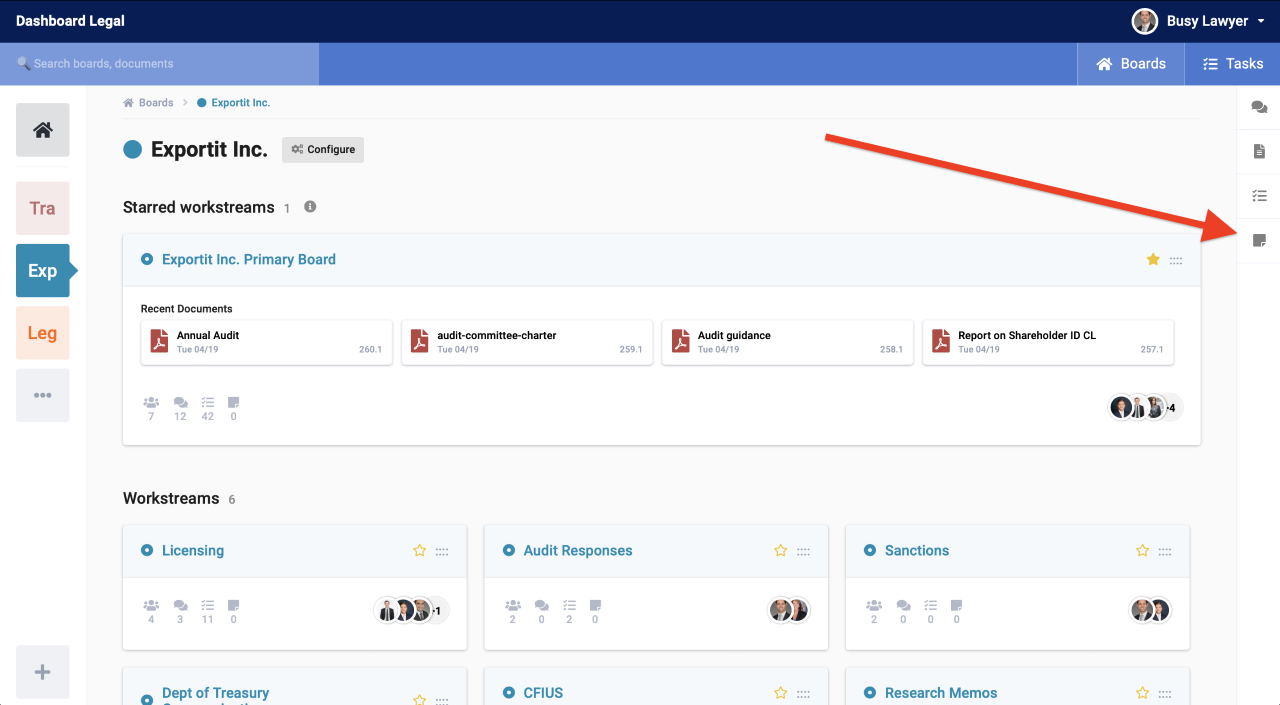 Dashboard Legal
Busy Lawyer
Search boards, documents
Boards
Tasks
Boards
Exportit Inc.
Exportit Inc.
Configure
Starred workstreams 1
Tra
Exp
Leg
Exportit Inc. Primary Board
Recent Documents
Annual Audit
Tue 04/19 260.1
audit-committee-charter
Tue 04/19 259.1
Audit guidance
Tue 04/19 258.1
Report on Shareholder ID CL
Tue 04/19 257.1
7 12 42 0
+4
Workstreams 6
Licensing
4 3 11 0
+1
Audit Responses
2 0 2 0
Sanctions
2 0 0 0
Dept of Treasury
CFIUS
Research Memos